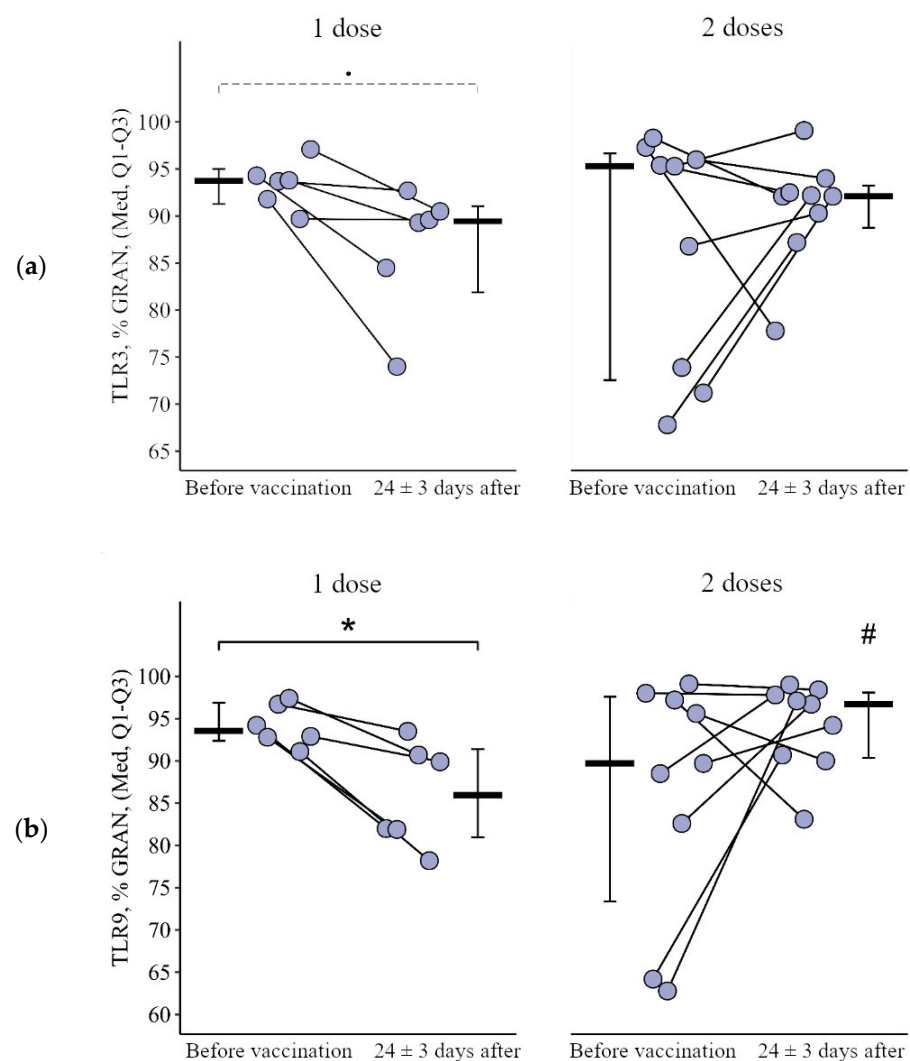 1 dose
2 doses
(a)
TLR3, % GRAN, (Med, Q1-Q3)
100
95
90
85
80
75
70
65
Before vaccination
24 ± 3 days after
Before vaccination
24 ± 3 days after
1 dose
2 doses
(b)
TLR9, % GRAN, (Med, Q1-Q3)
*
#
100
95
90
85
80
75
70
65
60
Before vaccination
24 ± 3 days after
Before vaccination
24 ± 3 days after